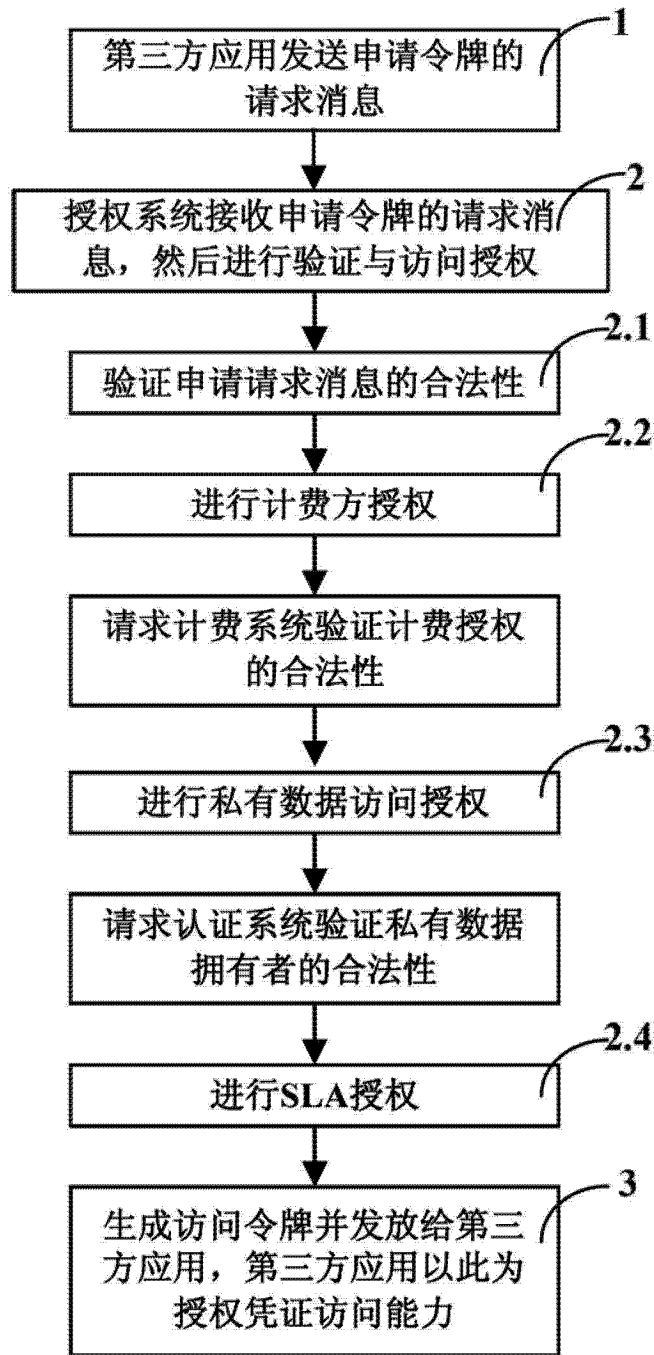 1
第三方应用发送申请令牌的
请求消息
2
授权系统接收申请令牌的请求消
息，然后进行验证与访问授权
2.1
验证申请请求消息的合法性
2.2
进行计费方授权
请求计费系统验证计费授权
的合法性
2.3
进行私有数据访问授权
请求认证系统验证私有数据
拥有者的合法性
2.4
进行SLA授权
3
生成访问令牌并发放给第三
方应用，第三方应用以此为
授权凭证访问能力